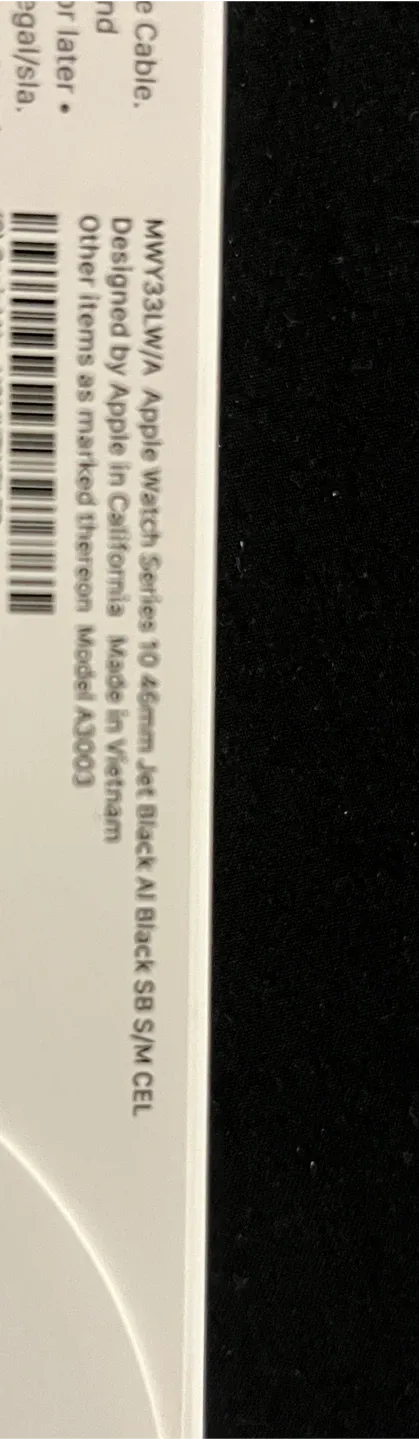 e Cable.
nd
or later •
egal/sla.
MWY33LW/A Apple Watch Series 10 46mm Jet Black Al Black SB S/M CEL
Designed by Apple in California Made in Vietnam
Other items as marked thereon Model A3003